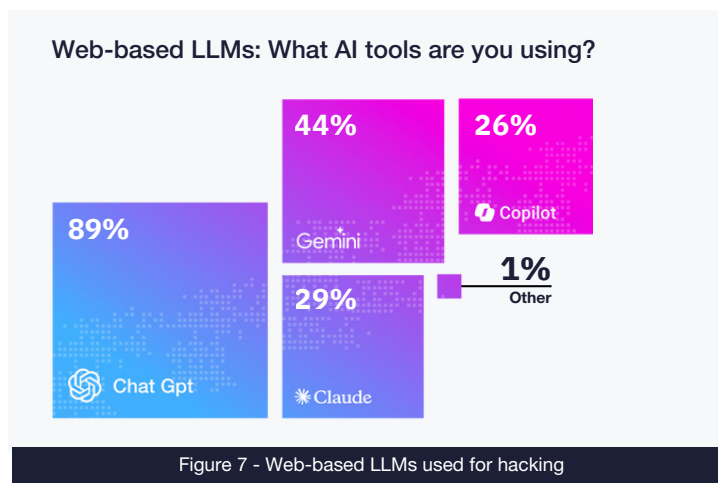 Web-based LLMs: What AI tools are you using?
44%
Gemini
26%
Copilot
89%
Chat Gpt
29%
Claude
1%
Other
Figure 7 - Web-based LLMs used for hacking